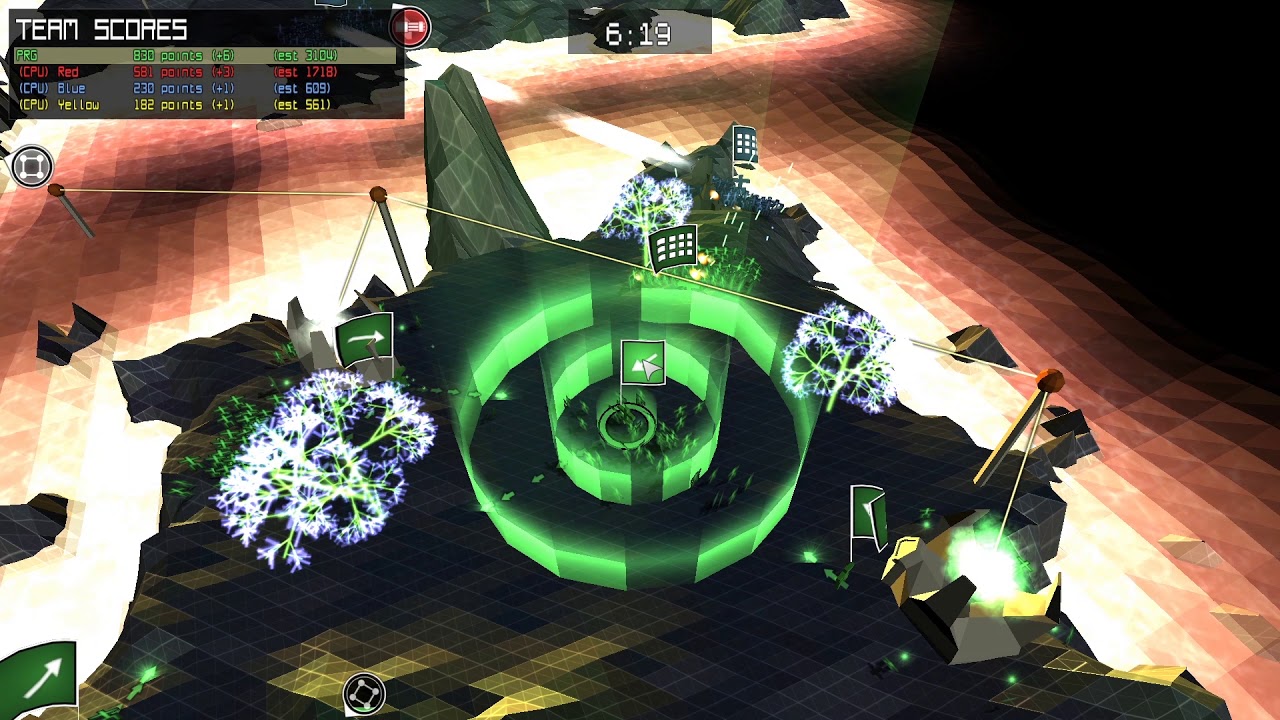 TEAM SCORES
6:19
PRG 830 points (+6) (est 3104)
(CPU) Red 581 points (+3) (est 1718)
(CPU) Blue 230 points (+1) (est 609)
(CPU) Yellow 182 points (+1) (est 561)